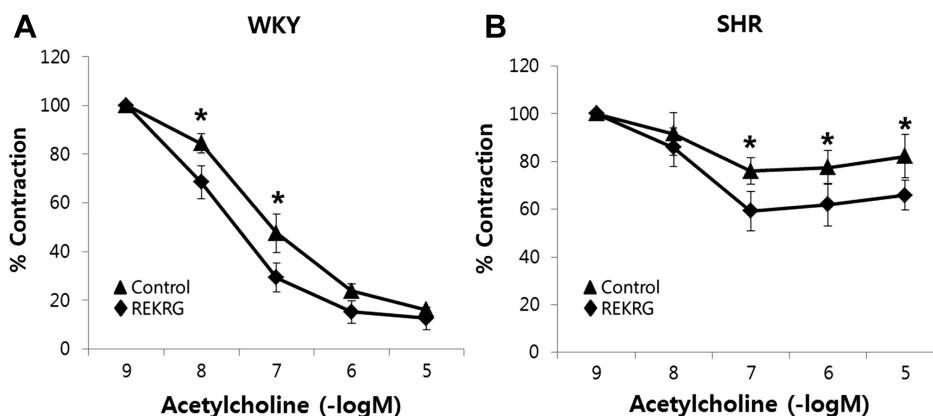 A
WKY
120
100
80
60
40
20
0
% Contraction
*
*
Control
REKRG
9 8 7 6 5
Acetylcholine (-logM)
B
SHR
120
100
80
60
40
20
0
% Contraction
*
*
*
Control
REKRG
9 8 7 6 5
Acetylcholine (-logM)